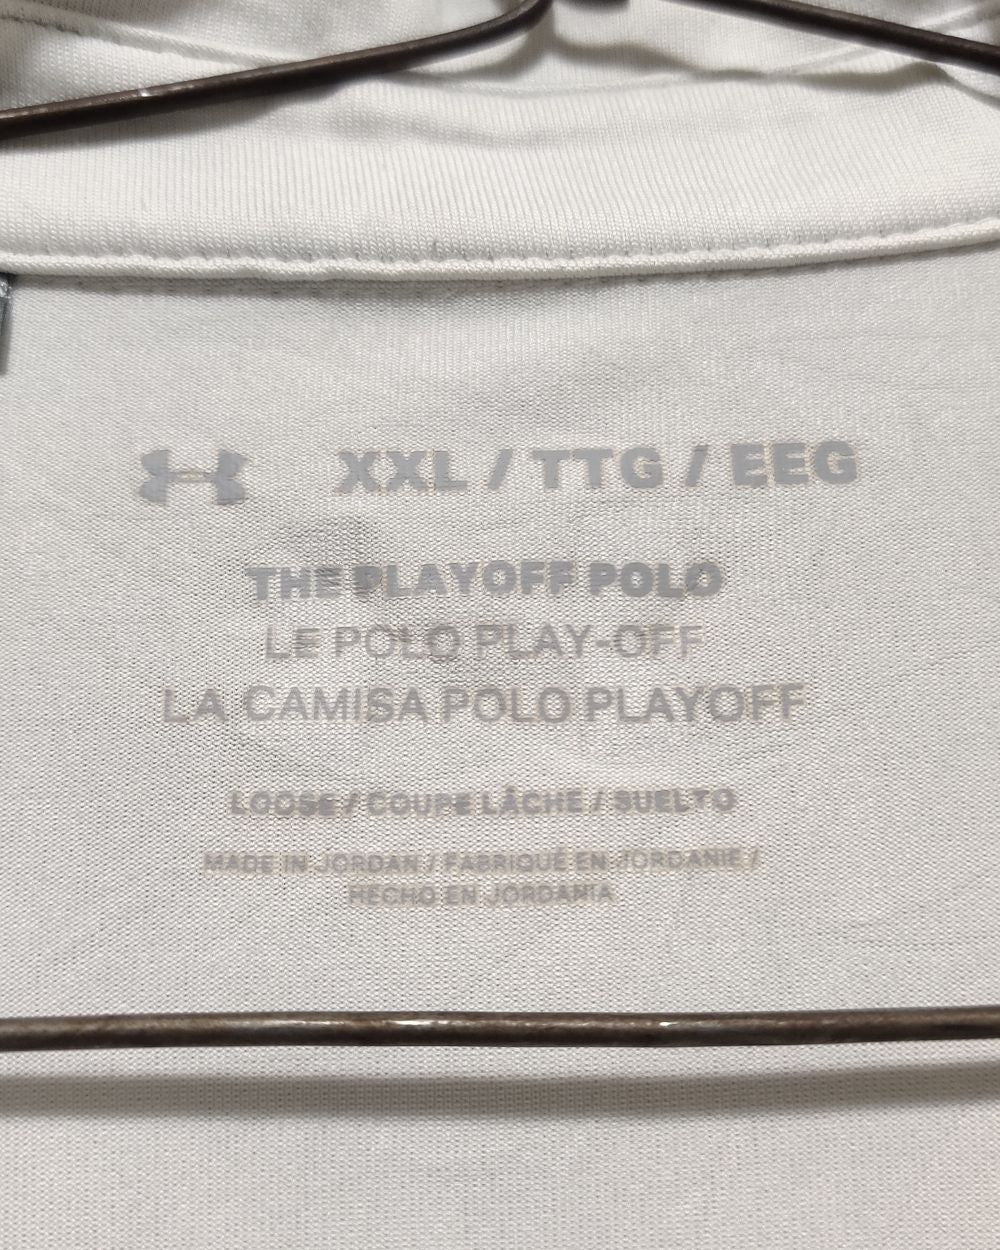 XXL / TTG / EEG
THE PLAYOFF POLO
LE POLO PLAY-OFF
LA CAMISA POLO PLAYOFF
LOOSE / COUPE LÂCHE / SUELTO
MADE IN JORDAN / FABRIQUÉ EN JORDANIE /
HECHO EN JORDANIA